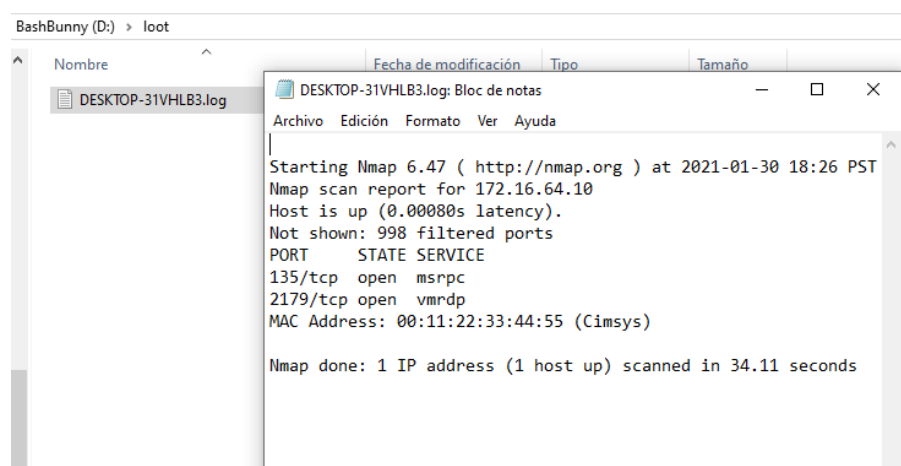 BashBunny (D:) > loot
Nombre Fecha de modificación Tipo Tamaño
DESKTOP-31VHLB3.log
DESKTOP-31VHLB3.log: Bloc de notas
Archivo Edición Formato Ver Ayuda
Starting Nmap 6.47 ( http://nmap.org ) at 2021-01-30 18:26 PST
Nmap scan report for 172.16.64.10
Host is up (0.00080s latency).
Not shown: 998 filtered ports
PORT STATE SERVICE
135/tcp open msrpc
2179/tcp open vmrdp
MAC Address: 00:11:22:33:44:55 (Cimsys)
Nmap done: 1 IP address (1 host up) scanned in 34.11 seconds